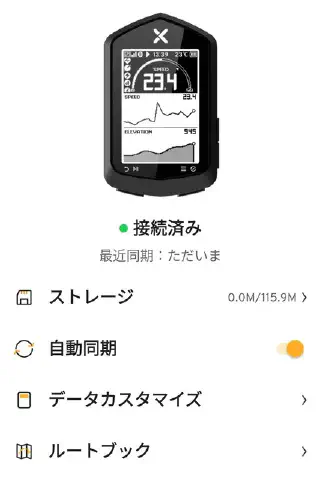 13:39 23℃
SPEED
23.4
SPEED 23.4
ELEVATION 545
接続済み
最近同期：ただいま
ストレージ 0.0M/115.9M
自動同期
データカスタマイズ
ルートブック